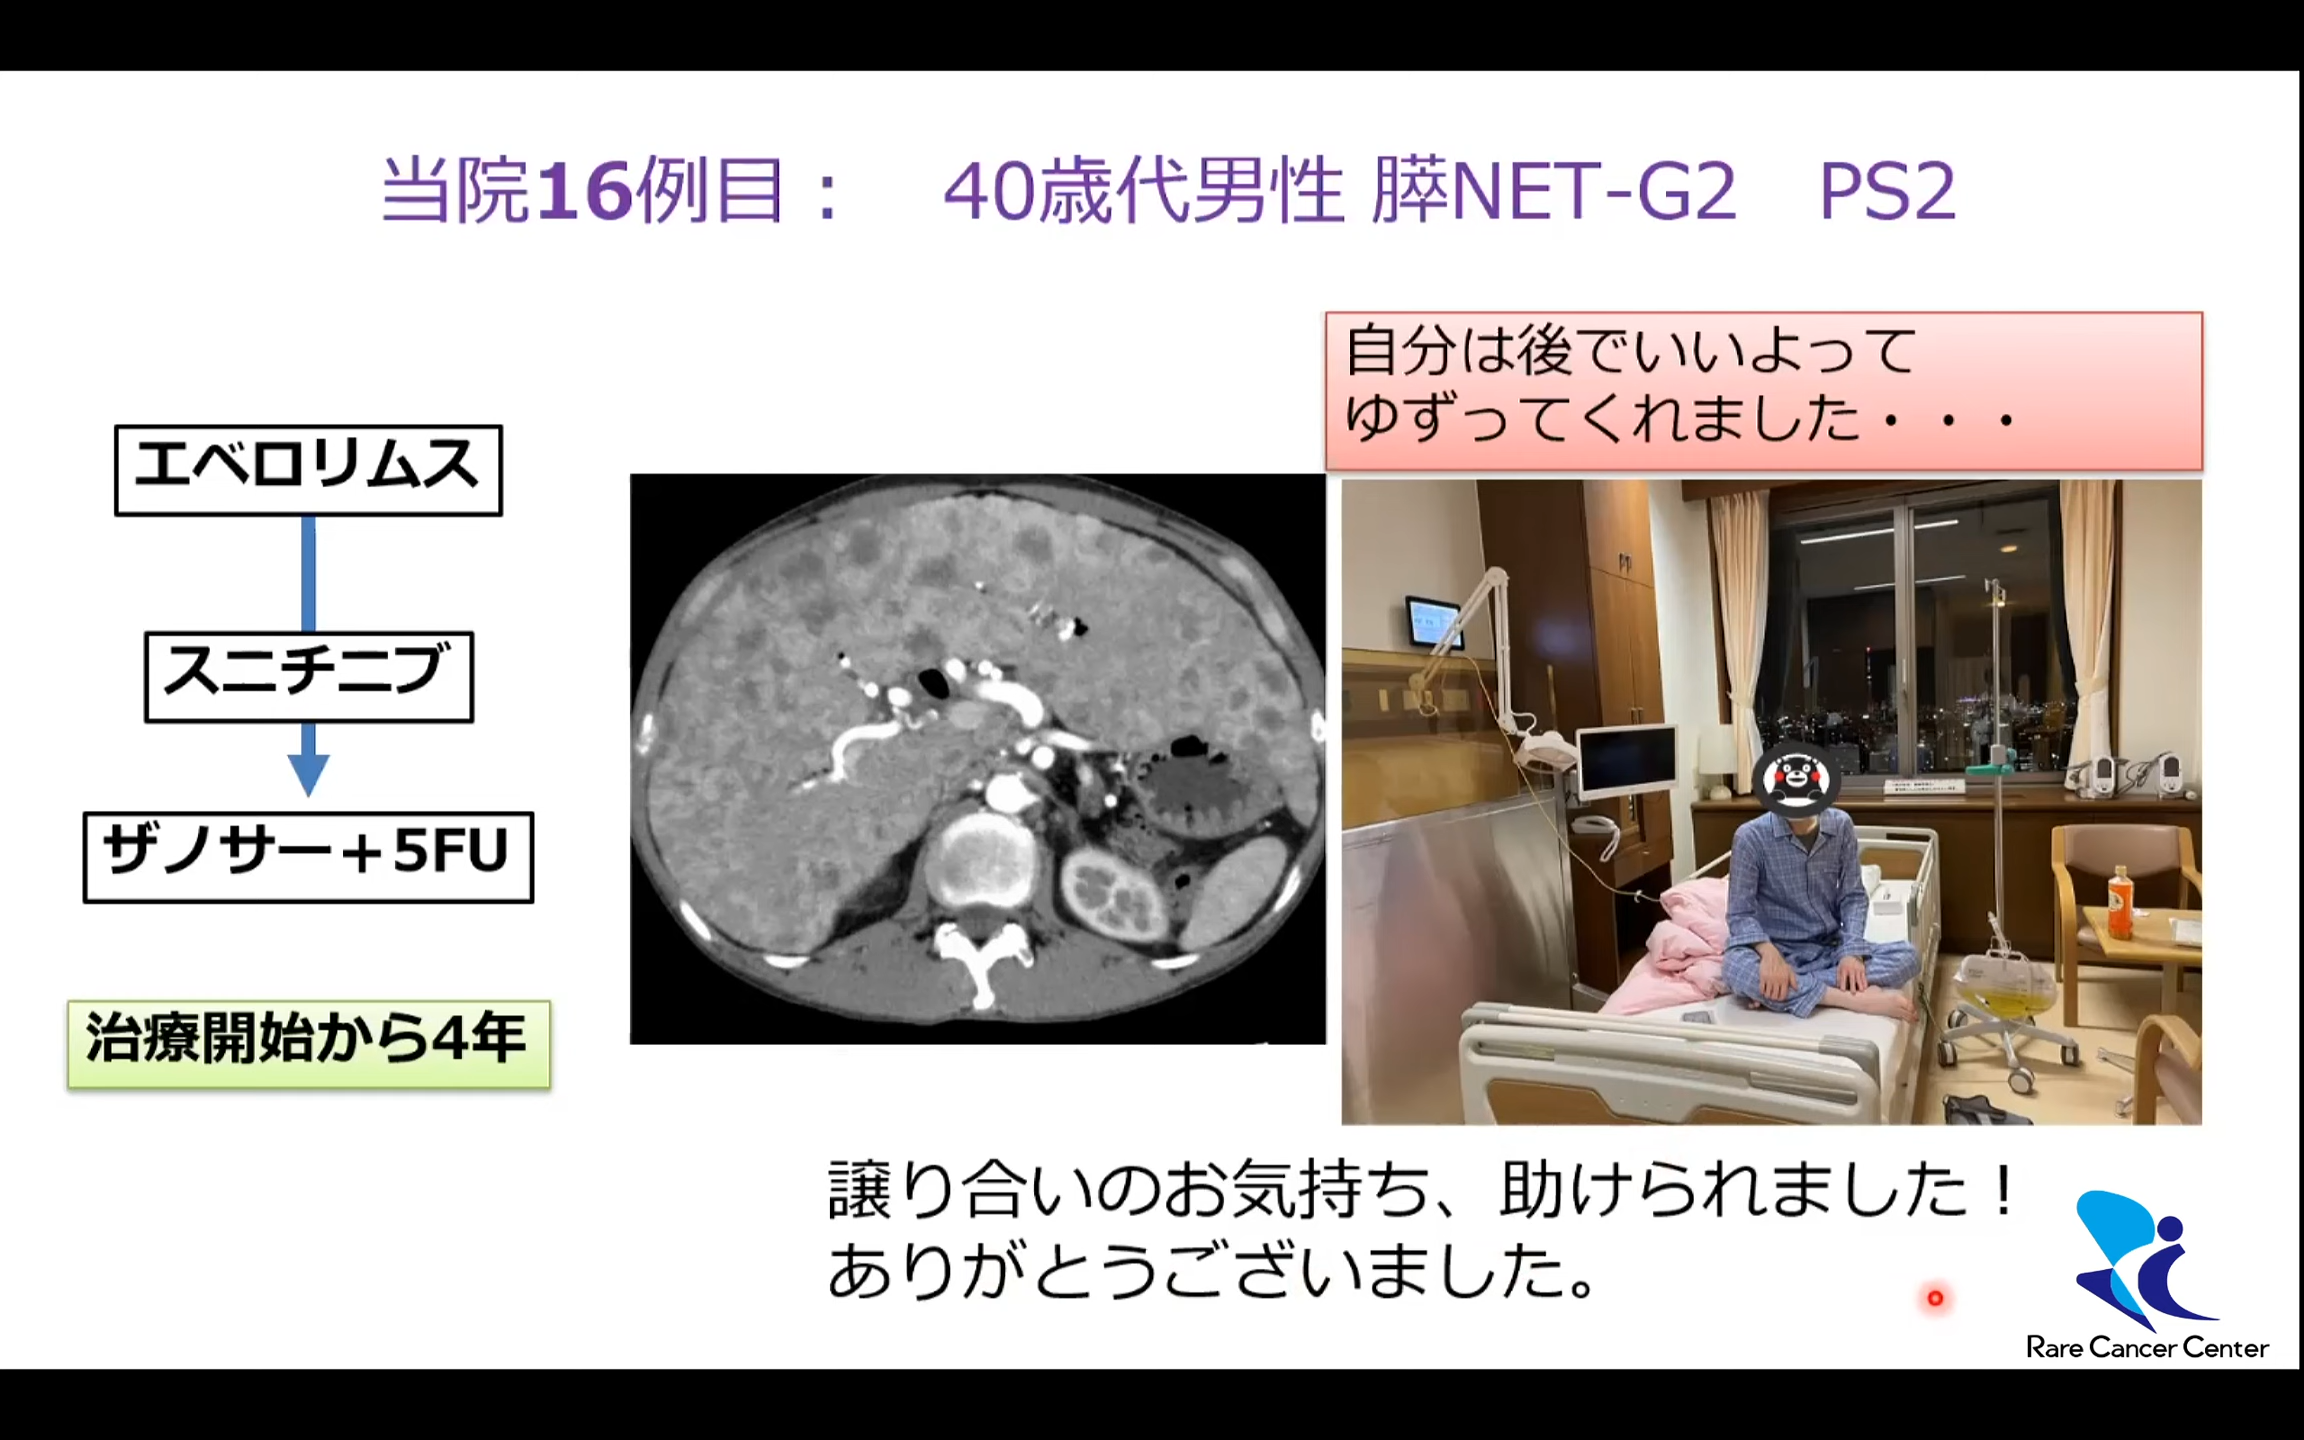 当院16例目： 40歳代男性 膵NET-G2 PS2
自分は後でいいよって
ゆずってくれました・・・
エベロリムス
スニチニブ
ザノサー＋5FU
治療開始から4年
譲り合いのお気持ち、助けられました！
ありがとうございました。
Rare Cancer Center